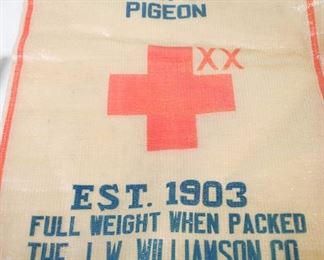 PIGEON
XX
EST. 1903
FULL WEIGHT WHEN PACKED
THE J. W. WILLIAMSON CO.